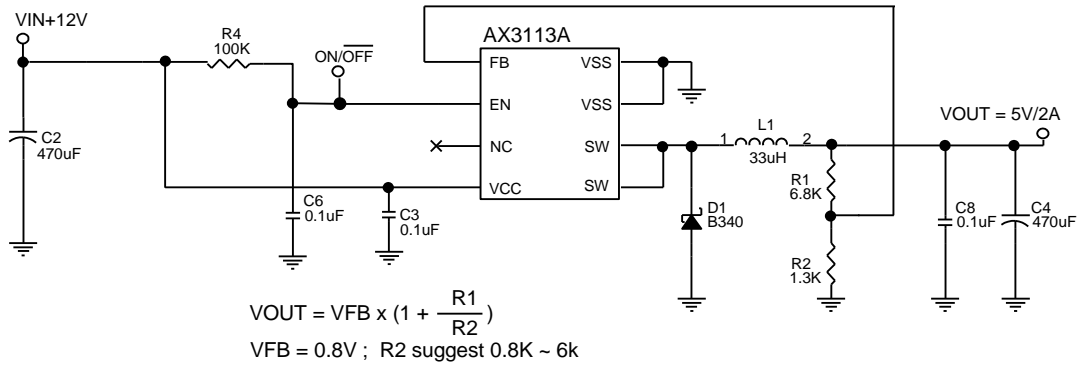 VIN+12V
R4
100K
ON/OFF
AX3113A
FB
VSS
EN
VSS
NC
SW
VCC
SW
C2
470uF
C6
0.1uF
C3
0.1uF
1
L1
2
33uH
VOUT = 5V/2A
D1
B340
R1
6.8K
R2
1.3K
C8
0.1uF
C4
470uF
VOUT = VFB x (1 + R1/R2)
VFB = 0.8V ; R2 suggest 0.8K ~ 6k